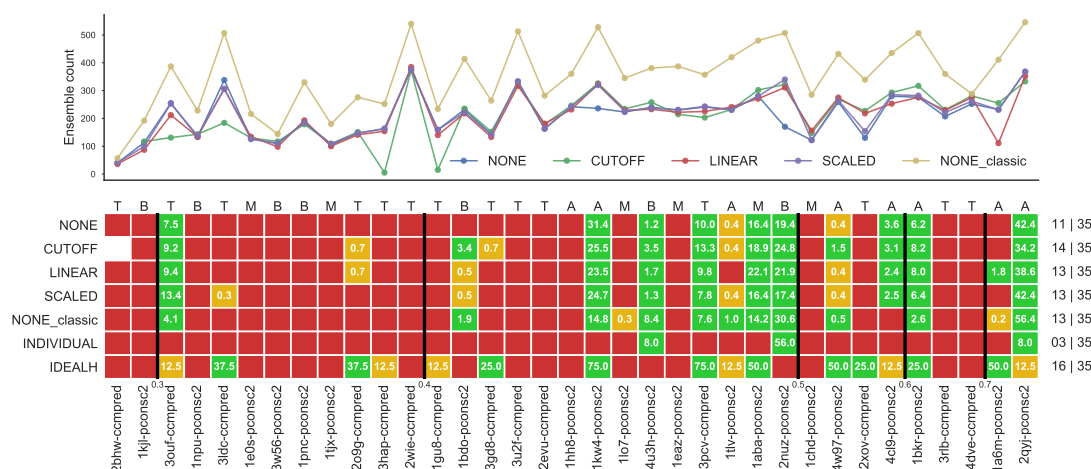 Ensemble count
500
400
300
200
100
0
NONE CUTOFF LINEAR SCALED NONE_classic
T B T B T M B B M T T T T B T T T A A M B M T A A B M A T A A T T A A
NONE 7.5 31.4 1.2 10.0 0.4 16.4 19.8 0.4 3.6 6.2 42.4 11 | 35
CUTOFF 9.2 0.7 3.4 0.7 25.5 3.5 13.3 0.4 18.9 24.4 1.5 3.1 8.2 34.2 14 | 35
LINEAR 9.4 0.7 0.5 23.5 1.7 9.8 22.1 21.9 0.4 2.4 8.0 1.8 38.6 13 | 35
SCALED 13.4 0.3 0.5 24.7 1.3 7.8 0.4 16.4 17.4 0.4 2.5 6.4 42.4 13 | 35
NONE_classic 4.1 1.9 14.8 0.3 8.4 7.6 1.0 14.2 30.6 0.5 2.6 0.2 56.4 13 | 35
INDIVIDUAL 8.0 56.0 8.0 03 | 35
IDEALH 12.5 37.5 37.5 12.5 12.5 25.0 75.0 75.0 12.5 50.0 50.0 25.0 12.5 25.0 50.0 12.5 16 | 35
0.3 0.4 0.5 0.6 0.7
2bhw-ccmpred
1kjl-pconsc2
3ouf-ccmpred
1npu-pconsc2
3ldc-ccmpred
1e0s-pconsc2
3w56-pconsc2
1pnc-pconsc2
1tjx-pconsc2
2o9g-ccmpred
3hap-ccmpred
2wie-ccmpred
1gu8-ccmpred
1bdo-pconsc2
3gd8-ccmpred
3u2f-ccmpred
2evu-ccmpred
1hh8-pconsc2
1kw4-pconsc2
1lo7-pconsc2
4u3h-pconsc2
1eaz-pconsc2
3pcv-ccmpred
1tlv-pconsc2
1aba-pconsc2
2nuz-pconsc2
1chd-pconsc2
4w97-pconsc2
2xov-ccmpred
4cl9-pconsc2
1bkr-pconsc2
3rlb-ccmpred
4dve-ccmpred
1a6m-pconsc2
2qyj-pconsc2